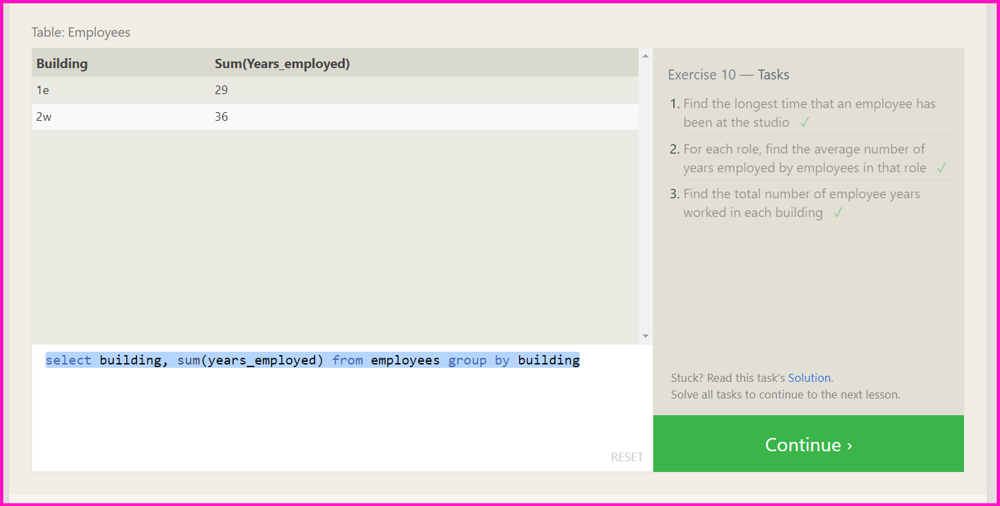 Table: Employees
Building Sum(Years_employed)
1e 29
2w 36
select building, sum(years_employed) from employees group by building
RESET
Exercise 10 — Tasks
1. Find the longest time that an employee has
been at the studio ✓
2. For each role, find the average number of
years employed by employees in that role ✓
3. Find the total number of employee years
worked in each building ✓
Stuck? Read this task's Solution.
Solve all tasks to continue to the next lesson.
Continue ›